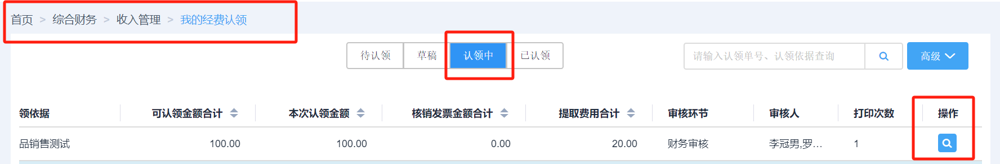 首页 > 综合财务 > 收入管理 > 我的经费认领
待认领 草稿 认领中 已认领 请输入认领单号、认领依据查询 高级
领依据 可认领金额合计 本次认领金额 核销发票金额合计 提取费用合计 审核环节 审核人 打印次数 操作
品销售测试 100.00 100.00 0.00 20.00 财务审核 李冠男,罗... 1